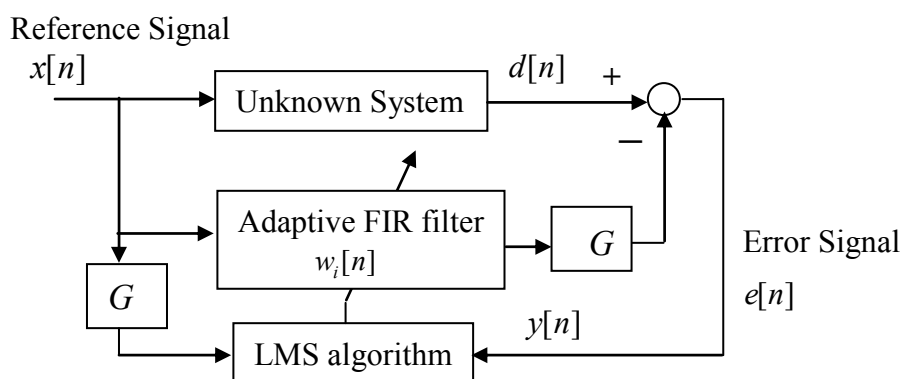 Reference Signal
x[n]
d[n]
+
Unknown System
−
Adaptive FIR filter
w_i[n]
G
Error Signal
e[n]
G
y[n]
LMS algorithm